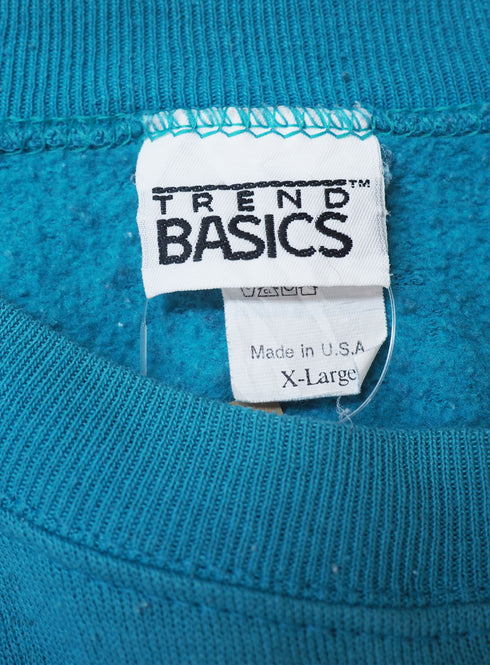 TREND™
BASICS
Made in U.S.A
X-Large